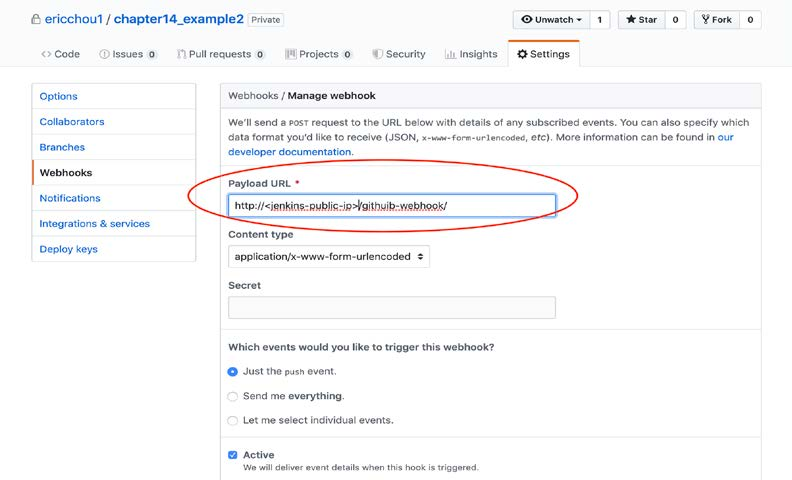 ericchou1 / chapter14_example2 Private Unwatch 1 Star 0 Fork 0
Code Issues 0 Pull requests 0 Projects 0 Security Insights Settings
Options
Collaborators
Branches
Webhooks
Notifications
Integrations & services
Deploy keys
Webhooks / Manage webhook
We'll send a POST request to the URL below with details of any subscribed events. You can also specify which
data format you'd like to receive (JSON, x-www-form-urlencoded, etc). More information can be found in our
developer documentation.
Payload URL *
http://<jenkins-public-ip>/githuib-webhook/
Content type
application/x-www-form-urlencoded
Secret
Which events would you like to trigger this webhook?
Just the push event.
Send me everything.
Let me select individual events.
Active
We will deliver event details when this hook is triggered.